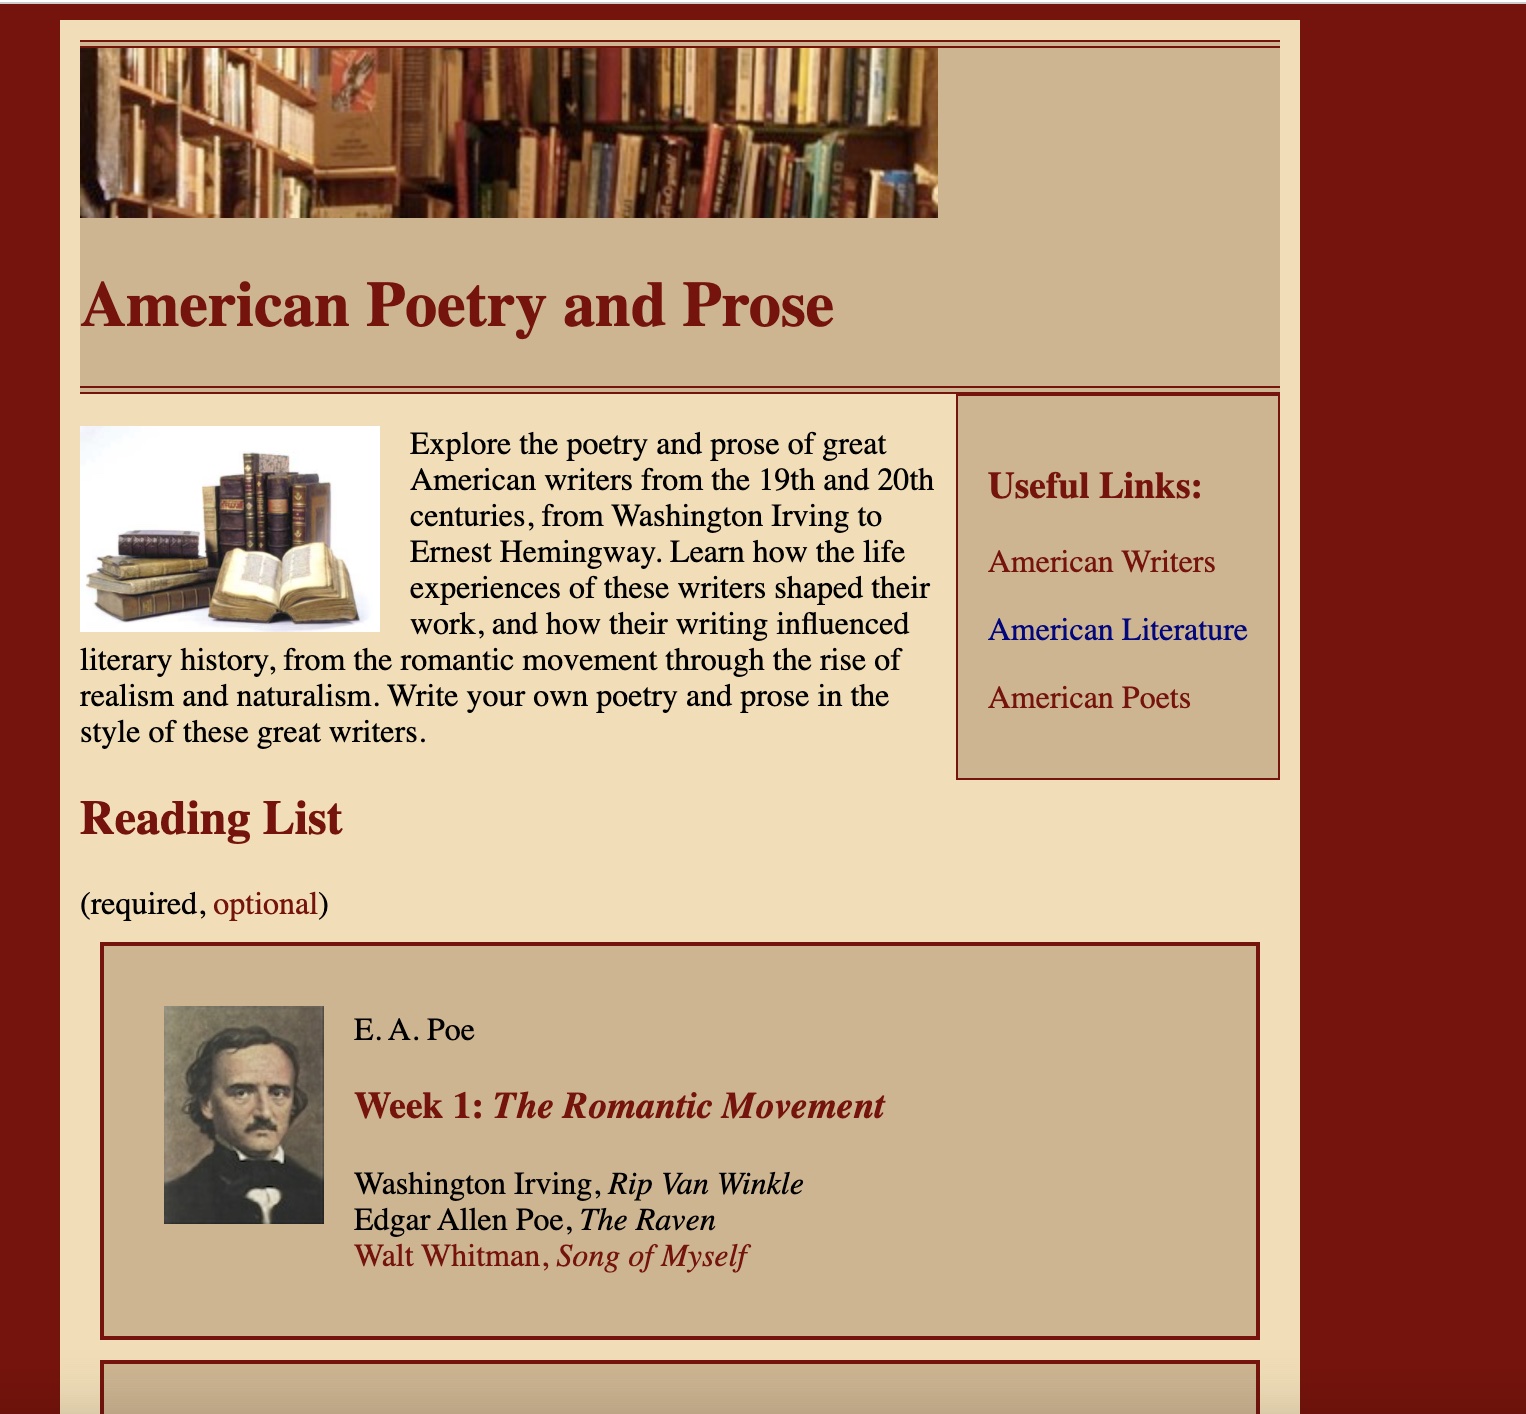 American Poetry and Prose
Explore the poetry and prose of great
American writers from the 19th and 20th
centuries, from Washington Irving to
Ernest Hemingway. Learn how the life
experiences of these writers shaped their
work, and how their writing influenced
literary history, from the romantic movement through the rise of
realism and naturalism. Write your own poetry and prose in the
style of these great writers.
Useful Links:
American Writers
American Literature
American Poets
Reading List
(required, optional)
E. A. Poe
Week 1: The Romantic Movement
Washington Irving, Rip Van Winkle
Edgar Allen Poe, The Raven
Walt Whitman, Song of Myself